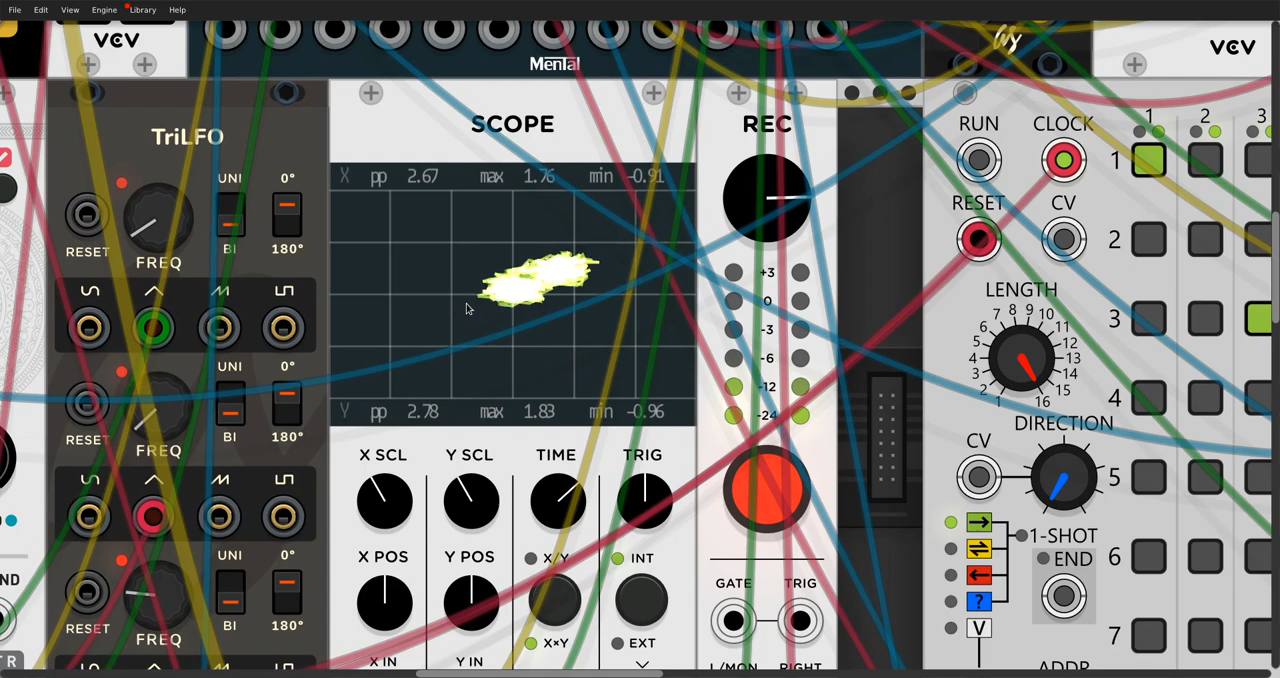 File Edit View Engine Library Help
VCV
Mental
VCV
TriLFO
UNI 0°
RESET
BI 180°
FREQ
UNI 0°
RESET
BI 180°
FREQ
UNI 0°
RESET
BI 180°
FREQ
ND
TR
SCOPE
X pp 2.67 max 1.76 min -0.91
Y pp 2.78 max 1.83 min -0.96
X SCL Y SCL TIME TRIG
X POS Y POS X/Y INT
X×Y EXT
X IN Y IN
REC
+3
0
-3
-6
-12
-24
GATE TRIG
L/MON RIGHT
RUN CLOCK
RESET CV
LENGTH
1 2 3 4 5 6 7 8 9 10 11 12 13 14 15 16
DIRECTION
CV
→
⇌
←
?
V
1-SHOT
END
ADDR
1 2 3
1
2
3
4
5
6
7